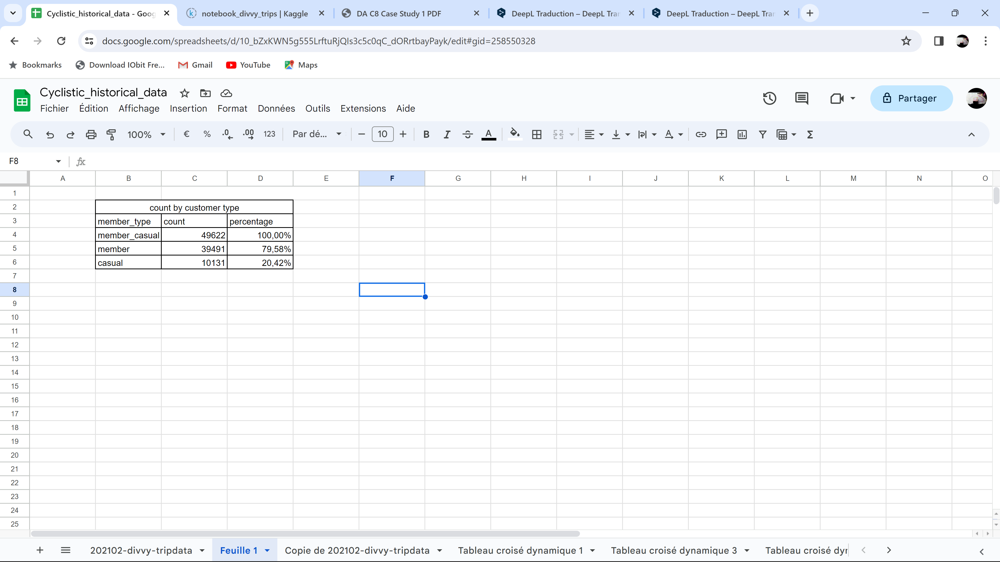 Cyclistic_historical_data - Goog
notebook_divvy_trips | Kaggle
DA C8 Case Study 1 PDF
DeepL Traduction – DeepL Tran
DeepL Traduction – DeepL Tran
docs.google.com/spreadsheets/d/10_bZxKWN5g555LrftuRjQIs3c5c0qC_dORrtbayPayk/edit#gid=258550328
Bookmarks
Download IObit Fre...
Gmail
YouTube
Maps
Cyclistic_historical_data
Fichier Édition Affichage Insertion Format Données Outils Extensions Aide
Partager
100% € % .0 .00 123 Par dé... 10 B I A A Σ
F8 fx
A B C D E F G H I J K L M N O
1
2 count by customer type
3 member_type count percentage
4 member_casual 49622 100,00%
5 member 39491 79,58%
6 casual 10131 20,42%
7
8
9
10
11
12
13
14
15
16
17
18
19
20
21
22
23
24
25
202102-divvy-tripdata Feuille 1 Copie de 202102-divvy-tripdata Tableau croisé dynamique 1 Tableau croisé dynamique 3 Tableau croisé dyn